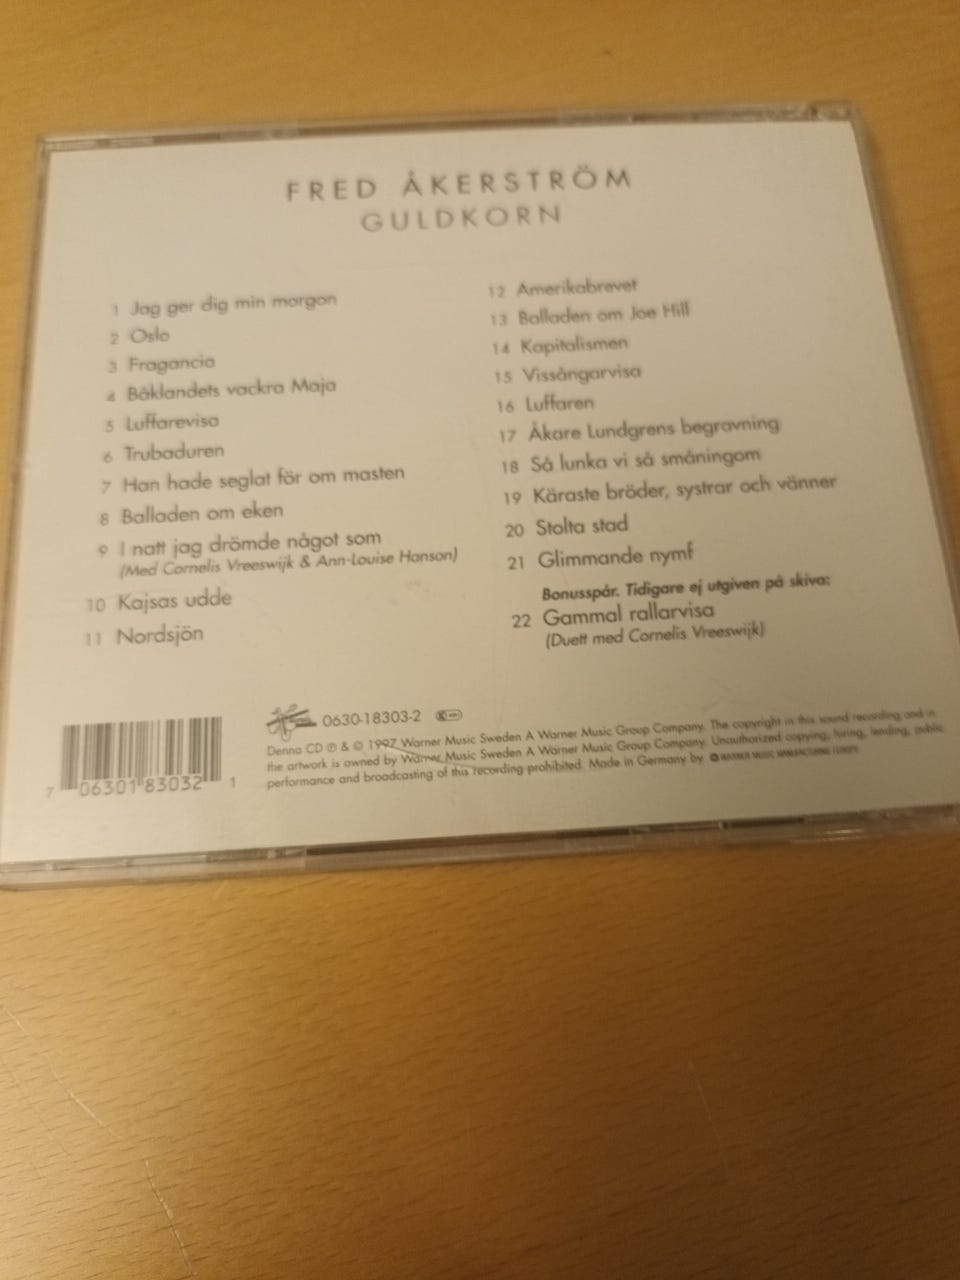 FRED ÅKERSTRÖM
GULDKORN
1 Jag ger dig min morgon
2 Oslo
3 Fragancia
4 Båklandets vackra Maja
5 Luffarevisa
6 Trubaduren
7 Han hade seglat för om masten
8 Balladen om eken
9 I natt jag drömde något som
(Med Cornelis Vreeswijk & Ann-Louise Hanson)
10 Kajsas udde
11 Nordsjön
12 Amerikabrevet
13 Balladen om Joe Hill
14 Kapitalismen
15 Vissångarvisa
16 Luffaren
17 Åkare Lundgrens begravning
18 Så lunka vi så småningom
19 Käraste bröder, systrar och vänner
20 Stolta stad
21 Glimmande nymf
Bonusspår. Tidigare ej utgiven på skiva:
22 Gammal rallarvisa
(Duett med Cornelis Vreeswijk)
0630-18303-2
Denna CD ℗ & © 1997 Warner Music Sweden A Warner Music Group Company. The copyright in this sound recording and in
the artwork is owned by Warner Music Sweden A Warner Music Group Company. Unauthorized copying, hiring, lending, public
performance and broadcasting of this recording prohibited. Made in Germany by WARNER MUSIC MANUFACTURING EUROPE
7 06301 83032 1